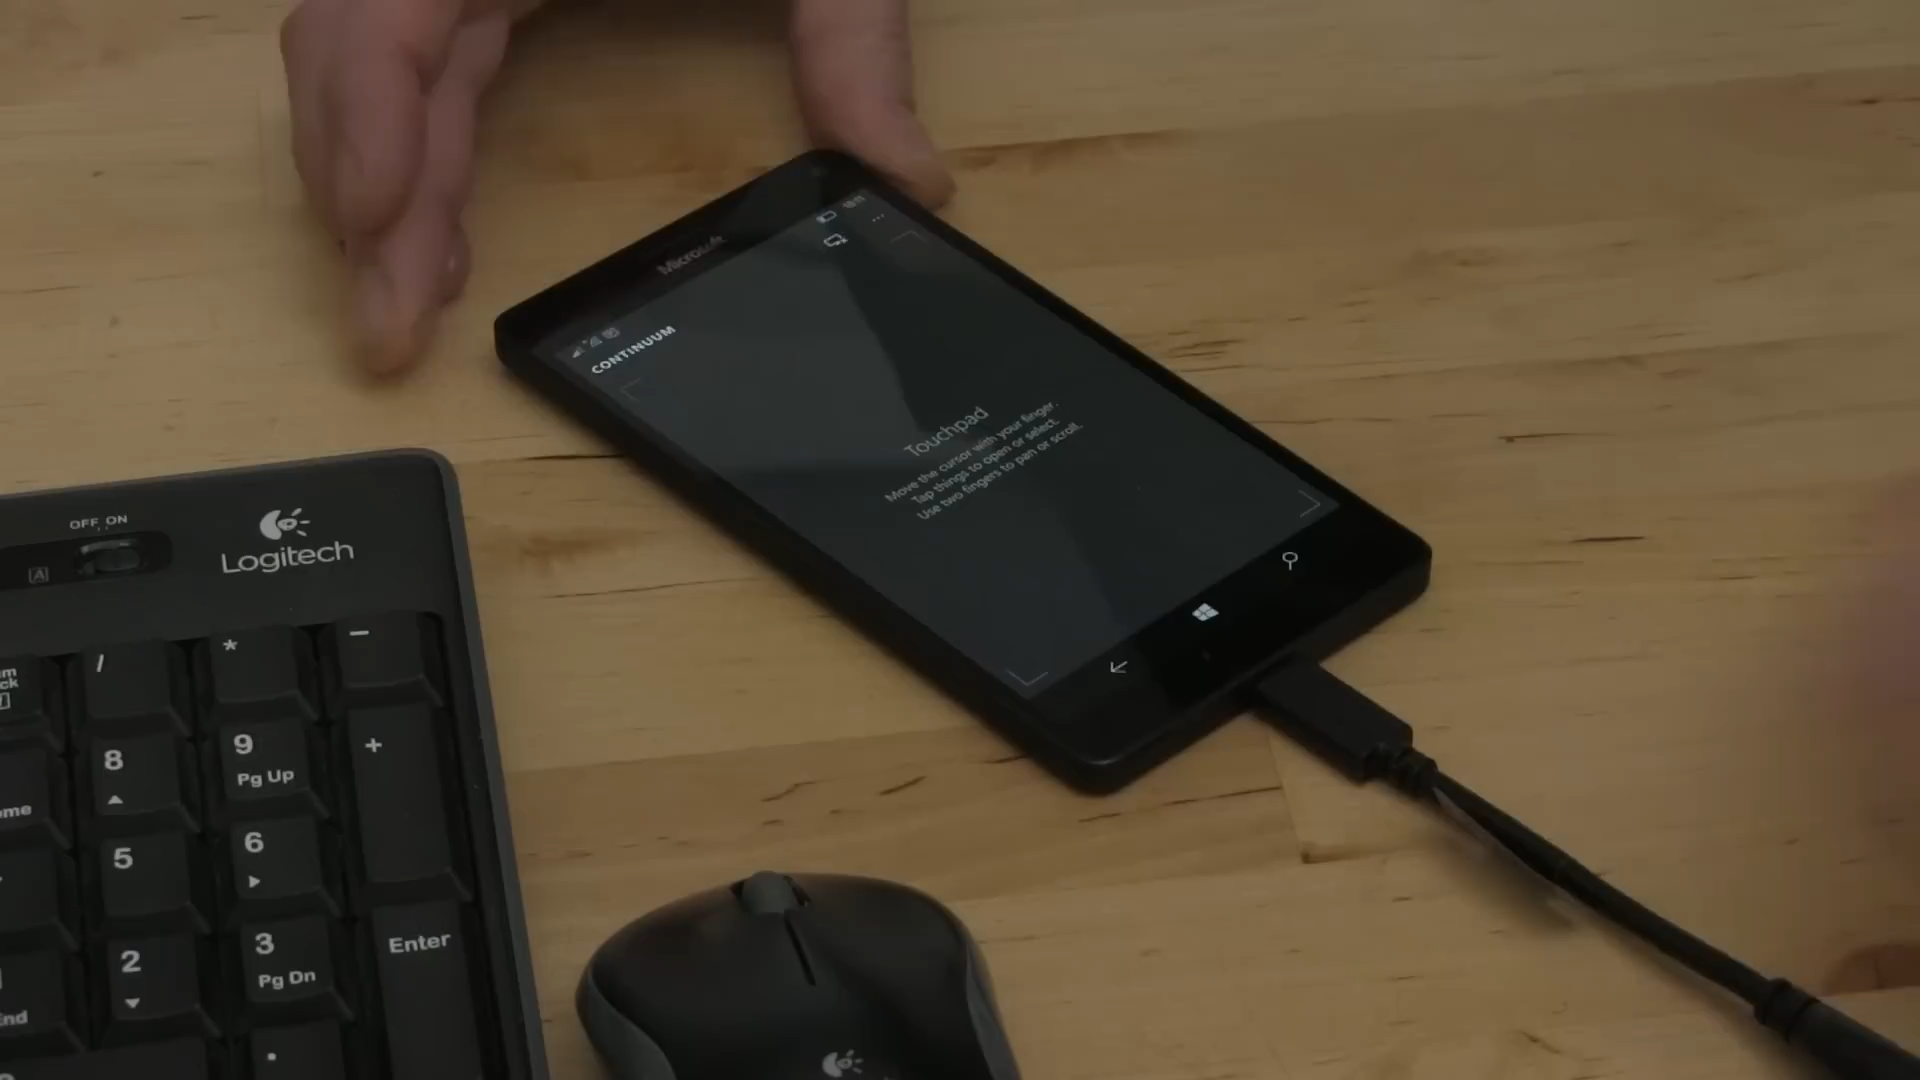 Microsoft
CONTINUUM
Touchpad
Move the cursor with your finger.
Tap things to open or select.
Use two fingers to pan or scroll.
OFF ON
A
Logitech
/
*
-
8
9
Pg Up
+
5
6
2
3
Pg Dn
Enter
.